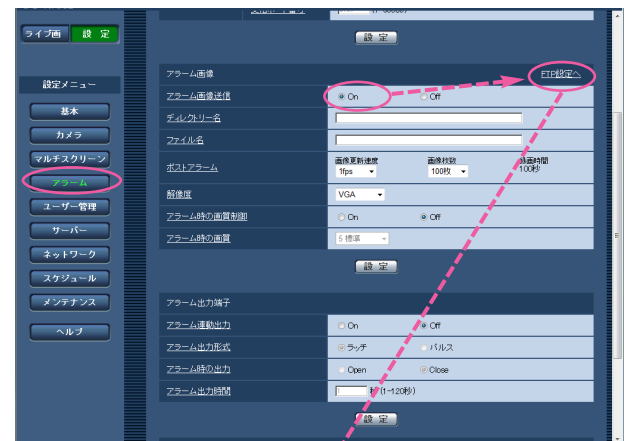 ライブ画 設 定
設 定
設定メニュー
基本
カメラ
マルチスクリーン
アラーム
ユーザー管理
サーバー
ネットワーク
スケジュール
メンテナンス
ヘルプ
アラーム画像 FTP設定へ
アラーム画像送信 On Off
ディレクトリー名
ファイル名
ポストアラーム 画像更新速度 1fps 画像枚数 100枚 録画時間 100秒
解像度 VGA
アラーム時の画質制御 On Off
アラーム時の画質 5 標準
設 定
アラーム出力端子
アラーム連動出力 On Off
アラーム出力形式 ラッチ パルス
アラーム時の出力 Open Close
アラーム出力時間 秒(1-120秒)
設 定